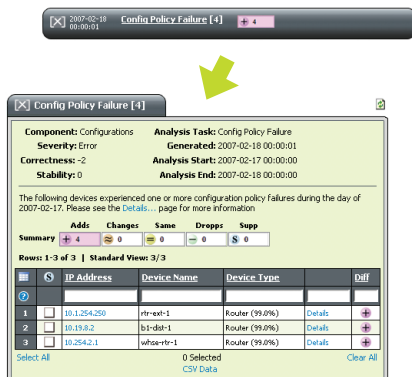 [X] 2007-02-18 00:00:01 Config Policy Failure [4] + 4
[X] Config Policy Failure [4]
Component: Configurations Analysis Task: Config Policy Failure
Severity: Error Generated: 2007-02-18 00:00:01
Correctness: -2 Analysis Start: 2007-02-17 00:00:00
Stability: 0 Analysis End: 2007-02-18 00:00:00
The following devices experienced one or more configuration policy failures during the day of
2007-02-17. Please see the Details... page for more information
Adds Changes Same Dropps Supp
Summary + 4 ≈ 0 = 0 − 0 S 0
Rows: 1-3 of 3 | Standard View: 3/3
S IP Address Device Name Device Type Diff
?
1 10.1.254.250 rtr-ext-1 Router (99.0%) Details +
2 10.19.8.2 b1-dist-1 Router (99.0%) Details +
3 10.254.2.1 whse-rtr-1 Router (99.0%) Details +
Select All 0 Selected Clear All
CSV Data